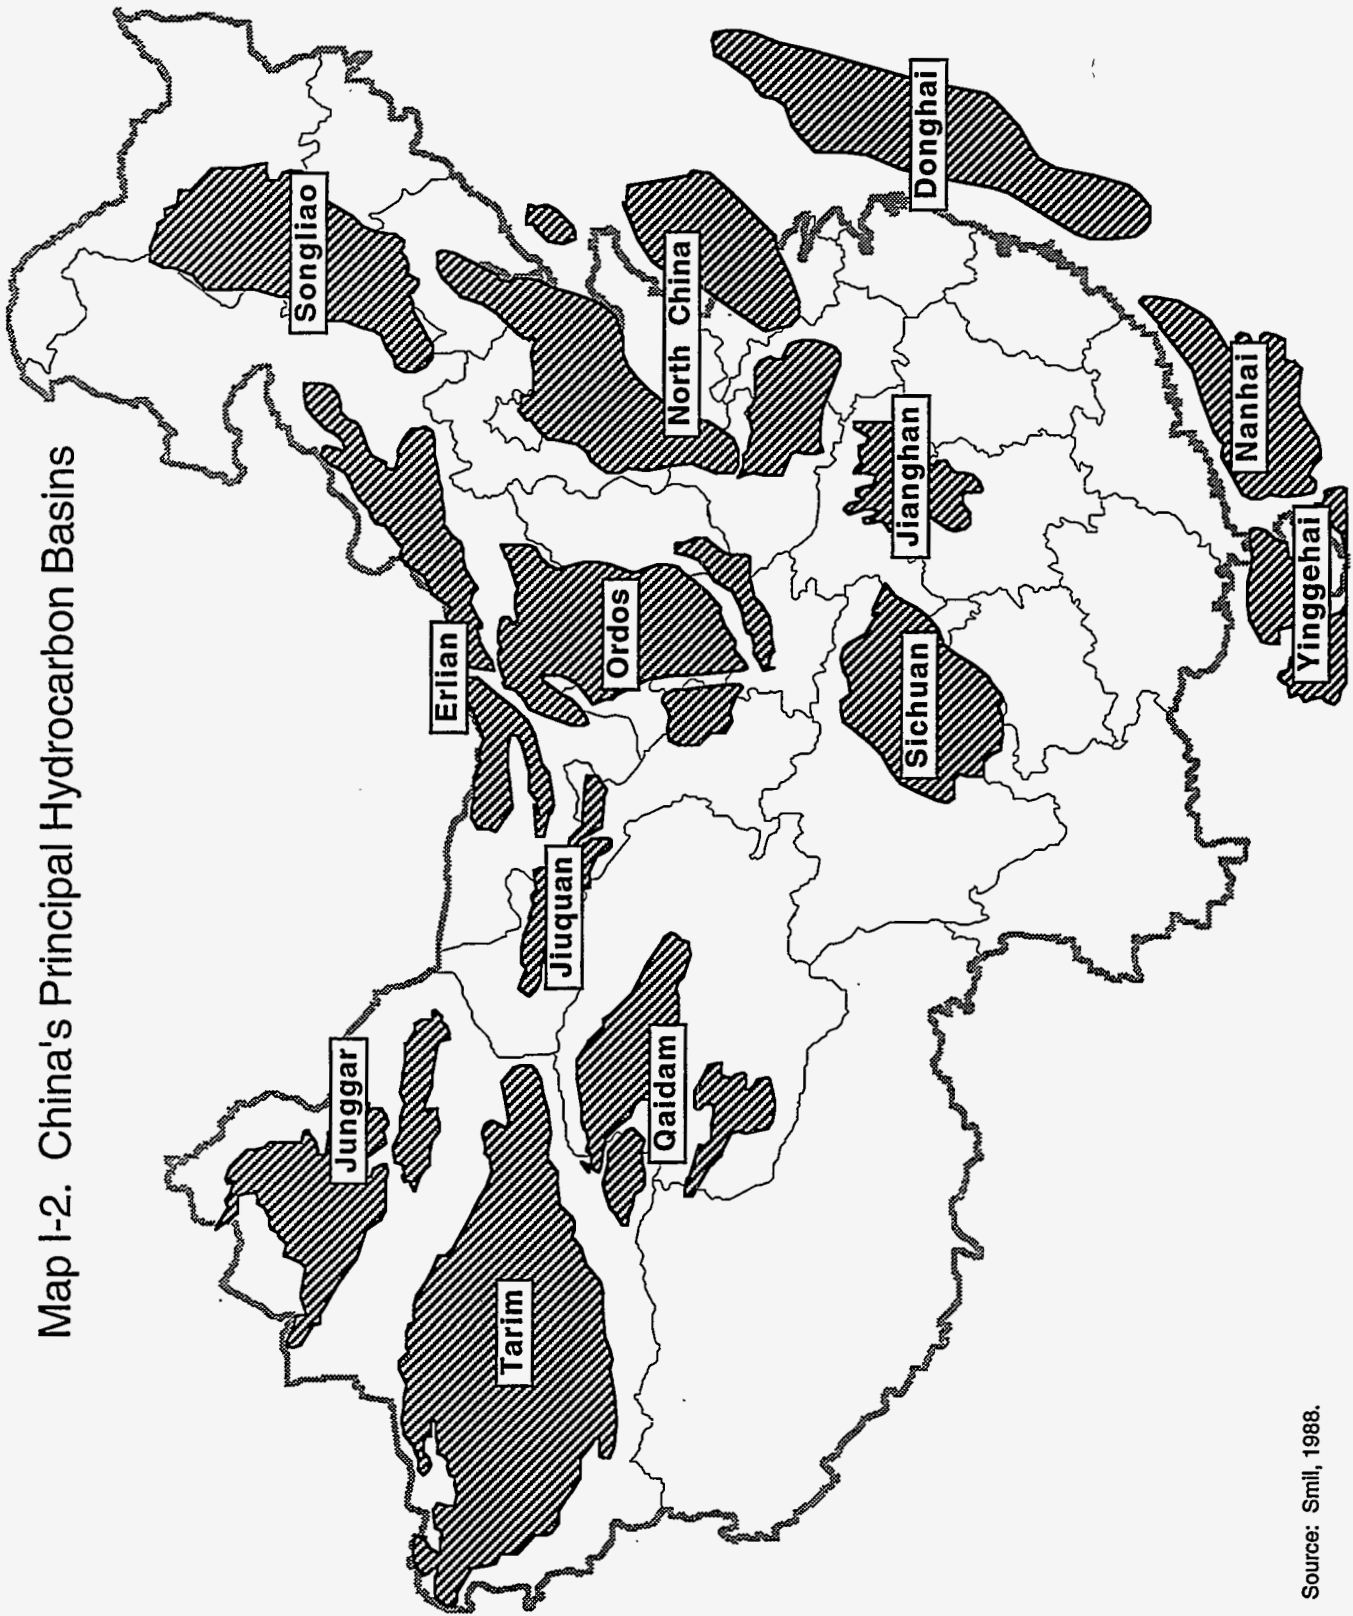 Map I-2. China's Principal Hydrocarbon Basins
Junggar
Tarim
Qaidam
Jiuquan
Erlian
Ordos
Songliao
North China
Sichuan
Jianghan
Donghai
Nanhai
Yinggehai
Source: Smil, 1988.